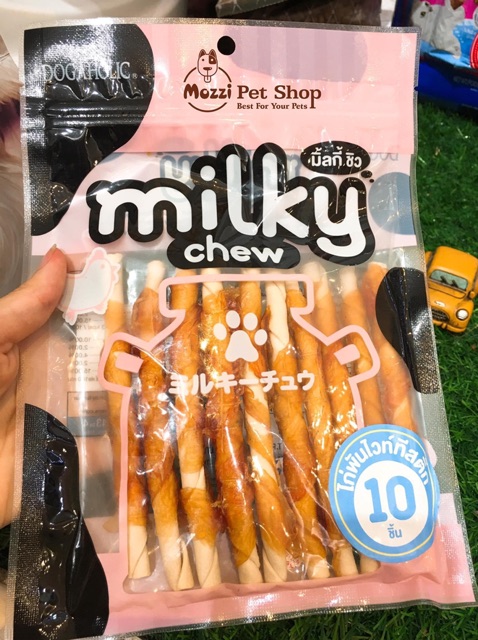 DOGAHOLIC®
Mozzi Pet Shop
Best For Your Pets
มิ้ลกี้ ชิว
milky
chew
ミルキーチュウ
ไก่พันไวท์ทีสติ๊ก
10
ชิ้น